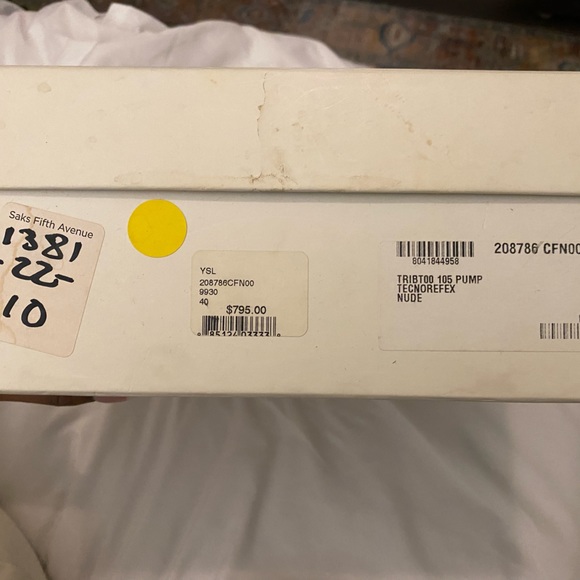 Saks Fifth Avenue
1381
-22-
10
YSL
208786CFN00
9930
40
$795.00
8041844958
208786 CFN00
TRIBT00 105 PUMP
TECNOREFEX
NUDE